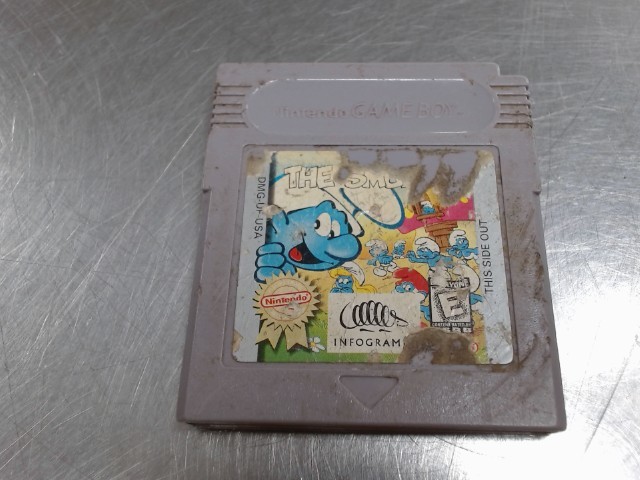 Nintendo GAME BOY
THE SMU
DMG-U USA
THIS SIDE OUT
Nintendo
E
INFOGRAM